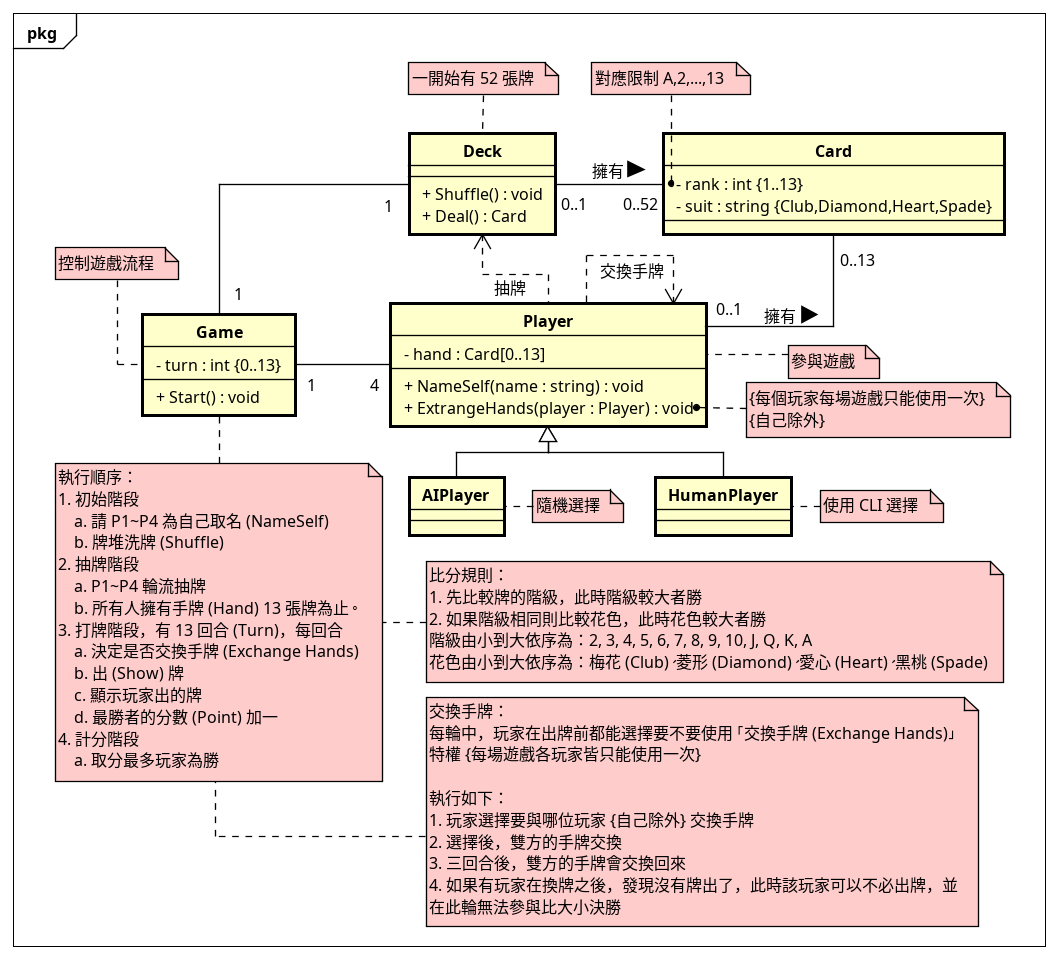 pkg
一開始有 52 張牌
對應限制 A,2,...,13
Deck
+ Shuffle() : void
+ Deal() : Card
擁有
0..1
0..52
Card
- rank : int {1..13}
- suit : string {Club,Diamond,Heart,Spade}
1
1
控制遊戲流程
抽牌
交換手牌
0..13
0..1
擁有
Game
- turn : int {0..13}
+ Start() : void
1
4
Player
- hand : Card[0..13]
+ NameSelf(name : string) : void
+ ExtrangeHands(player : Player) : void
參與遊戲
{每個玩家每場遊戲只能使用一次}
{自己除外}
AIPlayer
隨機選擇
HumanPlayer
使用 CLI 選擇
執行順序：
1. 初始階段
a. 請 P1~P4 為自己取名 (NameSelf)
b. 牌堆洗牌 (Shuffle)
2. 抽牌階段
a. P1~P4 輪流抽牌
b. 所有人擁有手牌 (Hand) 13 張牌為止。
3. 打牌階段，有 13 回合 (Turn)，每回合
a. 決定是否交換手牌 (Exchange Hands)
b. 出 (Show) 牌
c. 顯示玩家出的牌
d. 最勝者的分數 (Point) 加一
4. 計分階段
a. 取分最多玩家為勝
比分規則：
1. 先比較牌的階級，此時階級較大者勝
2. 如果階級相同則比較花色，此時花色較大者勝
階級由小到大依序為：2, 3, 4, 5, 6, 7, 8, 9, 10, J, Q, K, A
花色由小到大依序為：梅花 (Club)、菱形 (Diamond)、愛心 (Heart)、黑桃 (Spade)
交換手牌：
每輪中，玩家在出牌前都能選擇要不要使用「交換手牌 (Exchange Hands)」
特權 {每場遊戲各玩家皆只能使用一次}
執行如下：
1. 玩家選擇要與哪位玩家 {自己除外} 交換手牌
2. 選擇後，雙方的手牌交換
3. 三回合後，雙方的手牌會交換回來
4. 如果有玩家在換牌之後，發現沒有牌出了，此時該玩家可以不必出牌，並
在此輪無法參與比大小決勝